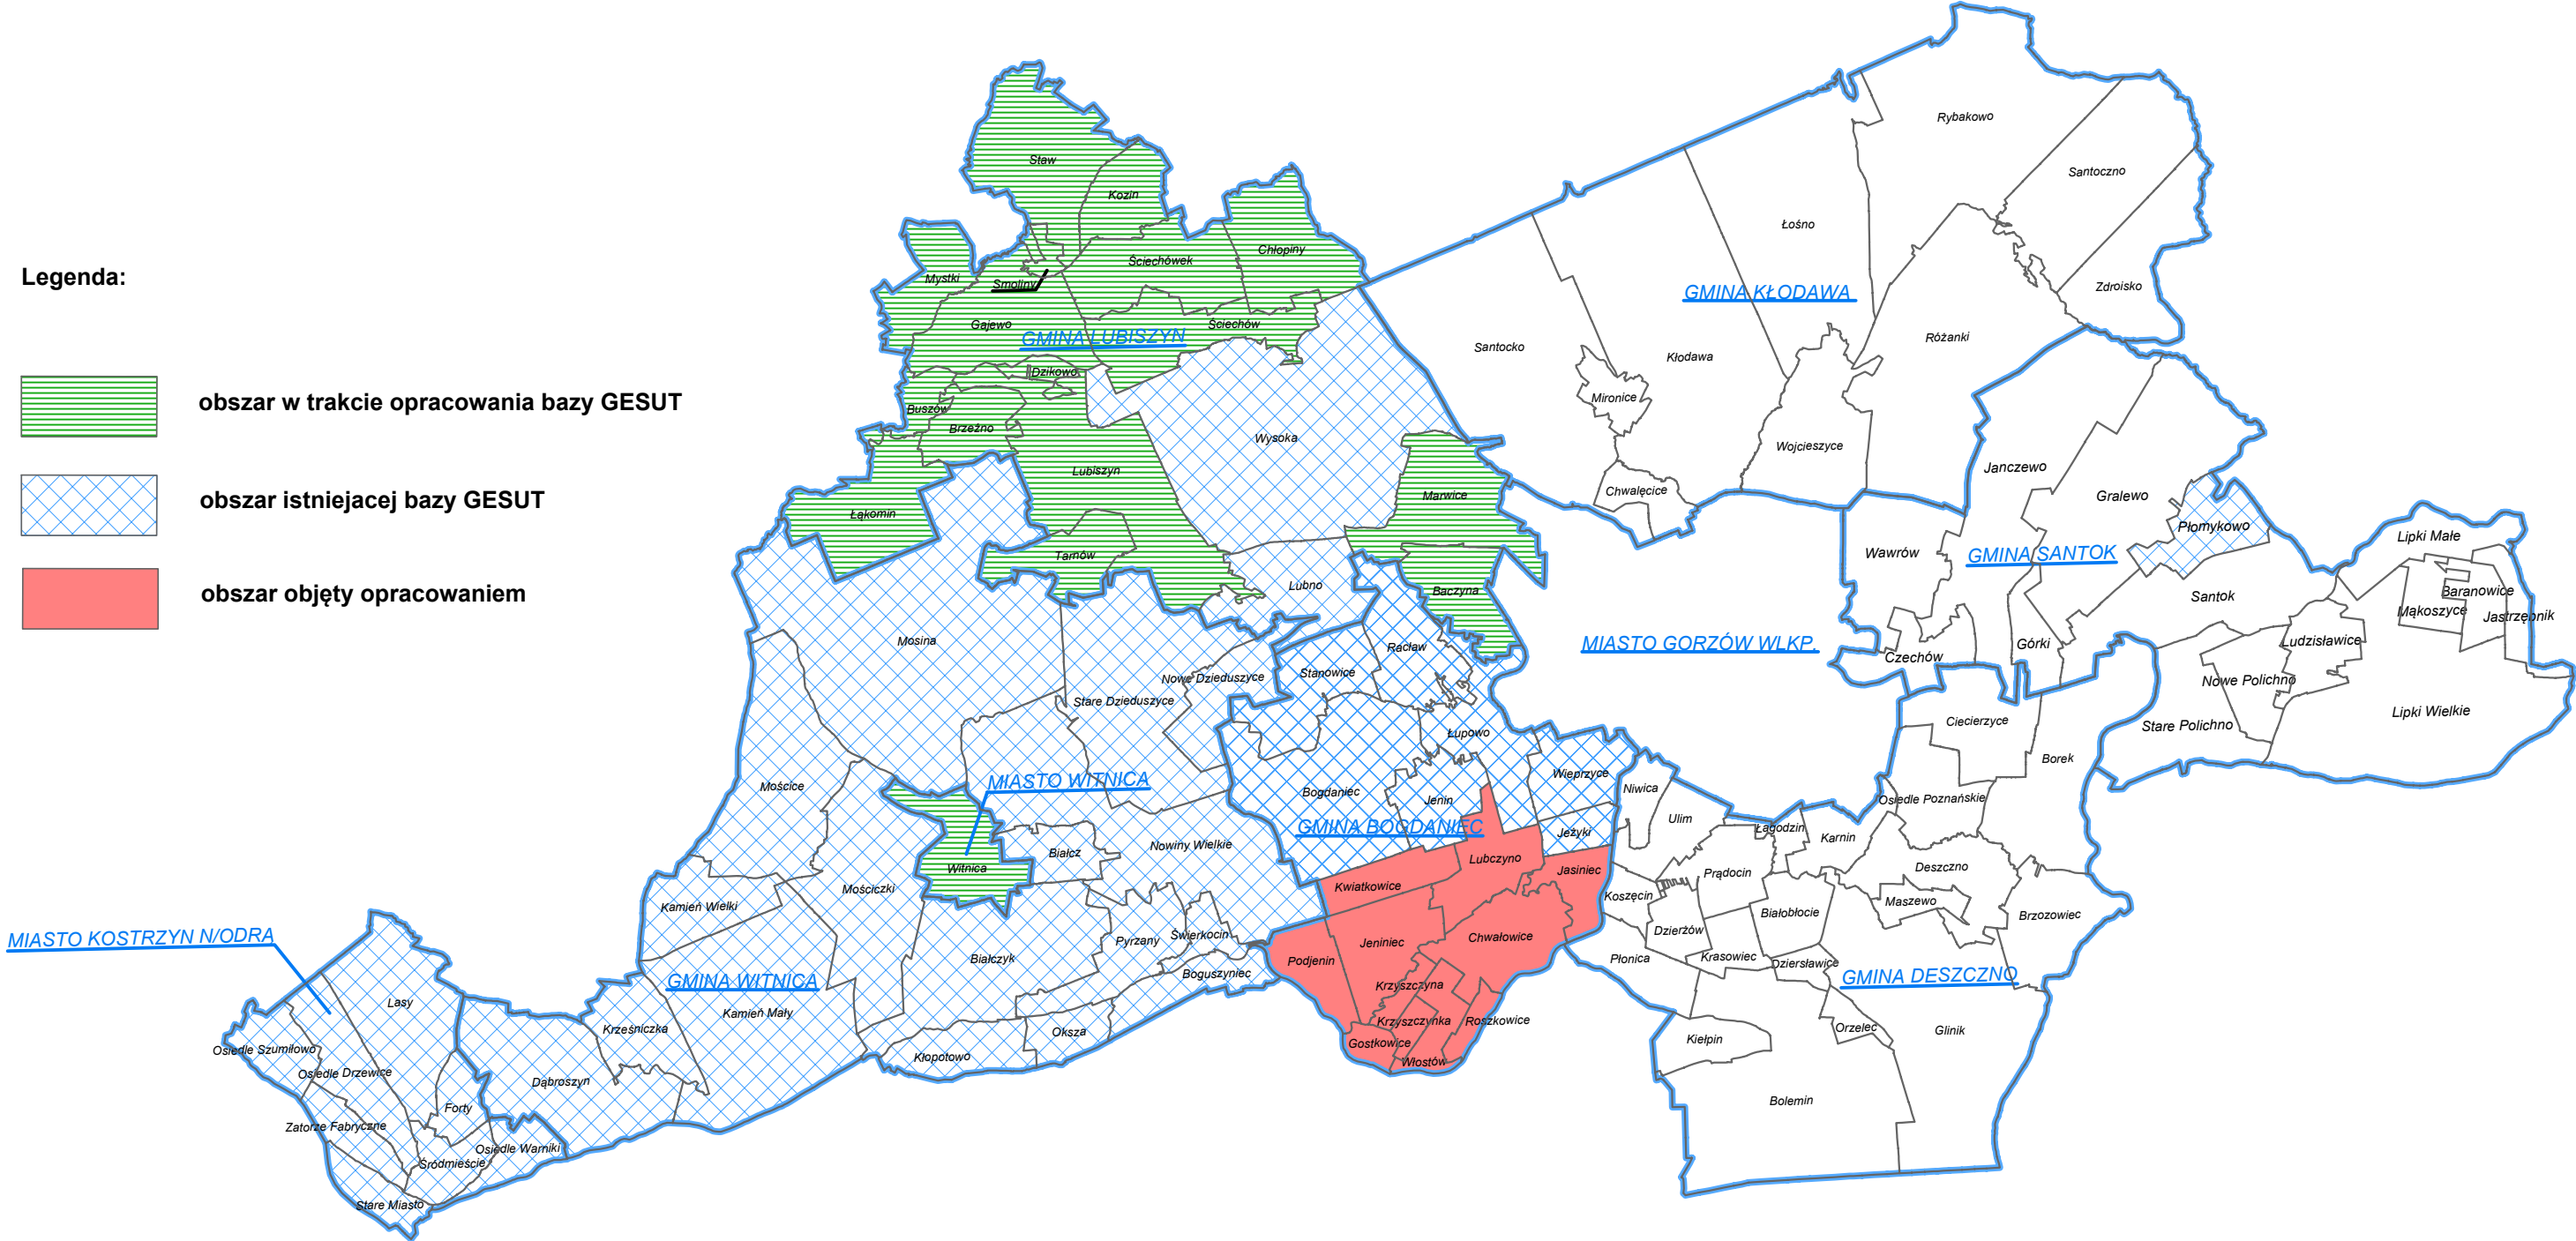 Legenda:
obszar w trakcie opracowania bazy GESUT
obszar istniejacej bazy GESUT
obszar objęty opracowaniem
Staw
Kozin
Chłopiny
Ściechówek
Mystki
Smoliny
Gajewo
Ściechów
GMINA LUBISZYN
Dzikowo
Buszów
Brzeźno
Wysoka
Lubiszyn
Marwice
Łąkomin
Tarnów
Lubno
Baczyna
Rybakowo
Santoczno
Łośno
Zdroisko
GMINA KŁODAWA
Santocko
Kłodawa
Różanki
Mironice
Wojcieszyce
Chwalęcice
Janczewo
Gralewo
Płomykowo
Wawrów
GMINA SANTOK
Lipki Małe
Santok
Baranowice
Mąkoszyce
Jastrzębnik
Górki
Ludzisławice
Czechów
Nowe Polichno
Stare Polichno
Lipki Wielkie
MIASTO GORZÓW WLKP.
Mosina
Racław
Stanowice
Nowe Dzieduszyce
Stare Dzieduszyce
Łupowo
Ciecierzyce
Borek
MIASTO WITNICA
Mościce
Wieprzyce
Bogdaniec
Jenin
Niwica
Osiedle Poznańskie
GMINA BOGDANIEC
Jeżyki
Ulim
Łagodzin
Karnin
Nowiny Wielkie
Białcz
Witnica
Lubczyno
Jasiniec
Deszczno
Mościczki
Kwiatkowice
Prądocin
Koszęcin
Maszewo
Kamień Wielki
Białobłocie
Brzozowiec
MIASTO KOSTRZYN N/ODRA
Pyrzany
Świerkocin
Jeniniec
Chwałowice
Dzierżów
Białczyk
Podjenin
Płonica
Krasowiec
Dziersławice
Boguszyniec
GMINA WITNICA
GMINA DESZCZNO
Krzyszczyna
Lasy
Kamień Mały
Krześniczka
Oksza
Krzyszczynka
Roszkowice
Orzelec
Glinik
Kiełpin
Gostkowice
Osiedle Szumiłowo
Kłopotowo
Włostów
Osiedle Drzewice
Dąbroszyn
Bolemin
Forty
Zatorze Fabryczne
Osiedle Warniki
Śródmieście
Stare Miasto